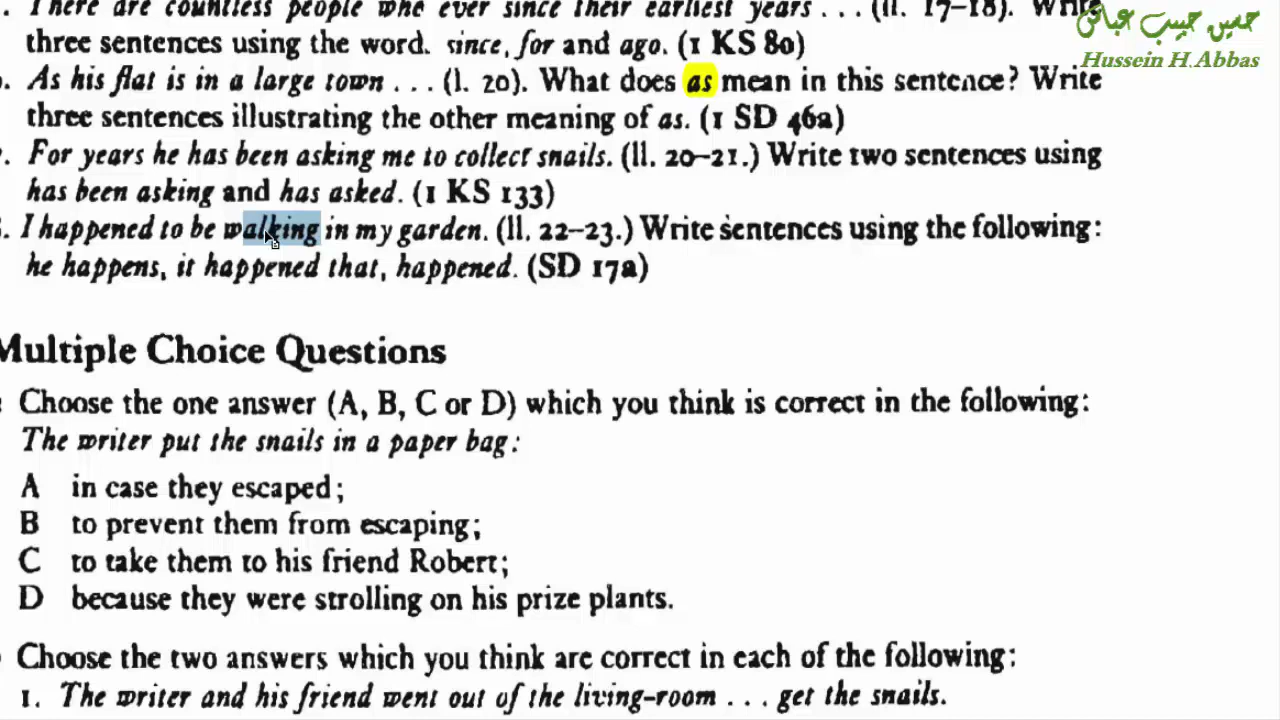 There are countless people who ever since their earliest years . . . (ll. 17–18). Write
three sentences using the word. since, for and ago. (1 KS 80)
. As his flat is in a large town . . . (l. 20). What does as mean in this sentence? Write
three sentences illustrating the other meaning of as. (1 SD 46a)
. For years he has been asking me to collect snails. (ll. 20–21.) Write two sentences using
has been asking and has asked. (1 KS 133)
. I happened to be walking in my garden. (ll. 22–23.) Write sentences using the following:
he happens, it happened that, happened. (SD 17a)
حسين حبيب عباس
Hussein H.Abbas
Multiple Choice Questions
Choose the one answer (A, B, C or D) which you think is correct in the following:
The writer put the snails in a paper bag:
A in case they escaped;
B to prevent them from escaping;
C to take them to his friend Robert;
D because they were strolling on his prize plants.
Choose the two answers which you think are correct in each of the following:
1. The writer and his friend went out of the living-room . . . get the snails.